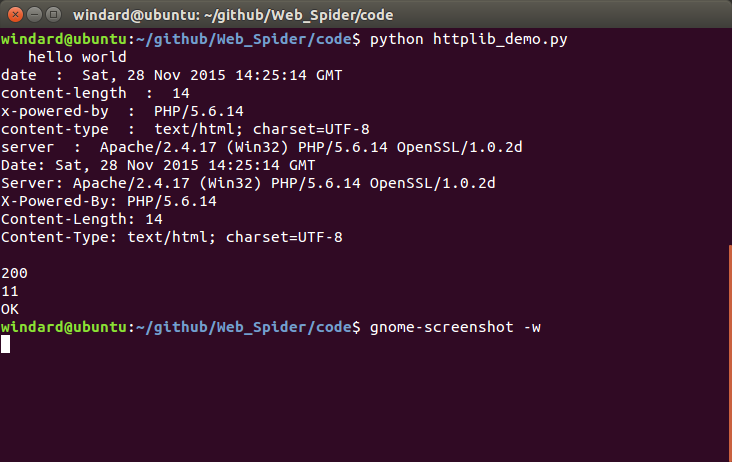 windard@ubuntu: ~/github/Web_Spider/code
windard@ubuntu:~/github/Web_Spider/code$ python httplib_demo.py
   hello world
date  :  Sat, 28 Nov 2015 14:25:14 GMT
content-length  :  14
x-powered-by  :  PHP/5.6.14
content-type  :  text/html; charset=UTF-8
server  :  Apache/2.4.17 (Win32) PHP/5.6.14 OpenSSL/1.0.2d
Date: Sat, 28 Nov 2015 14:25:14 GMT
Server: Apache/2.4.17 (Win32) PHP/5.6.14 OpenSSL/1.0.2d
X-Powered-By: PHP/5.6.14
Content-Length: 14
Content-Type: text/html; charset=UTF-8

200
11
OK
windard@ubuntu:~/github/Web_Spider/code$ gnome-screenshot -w